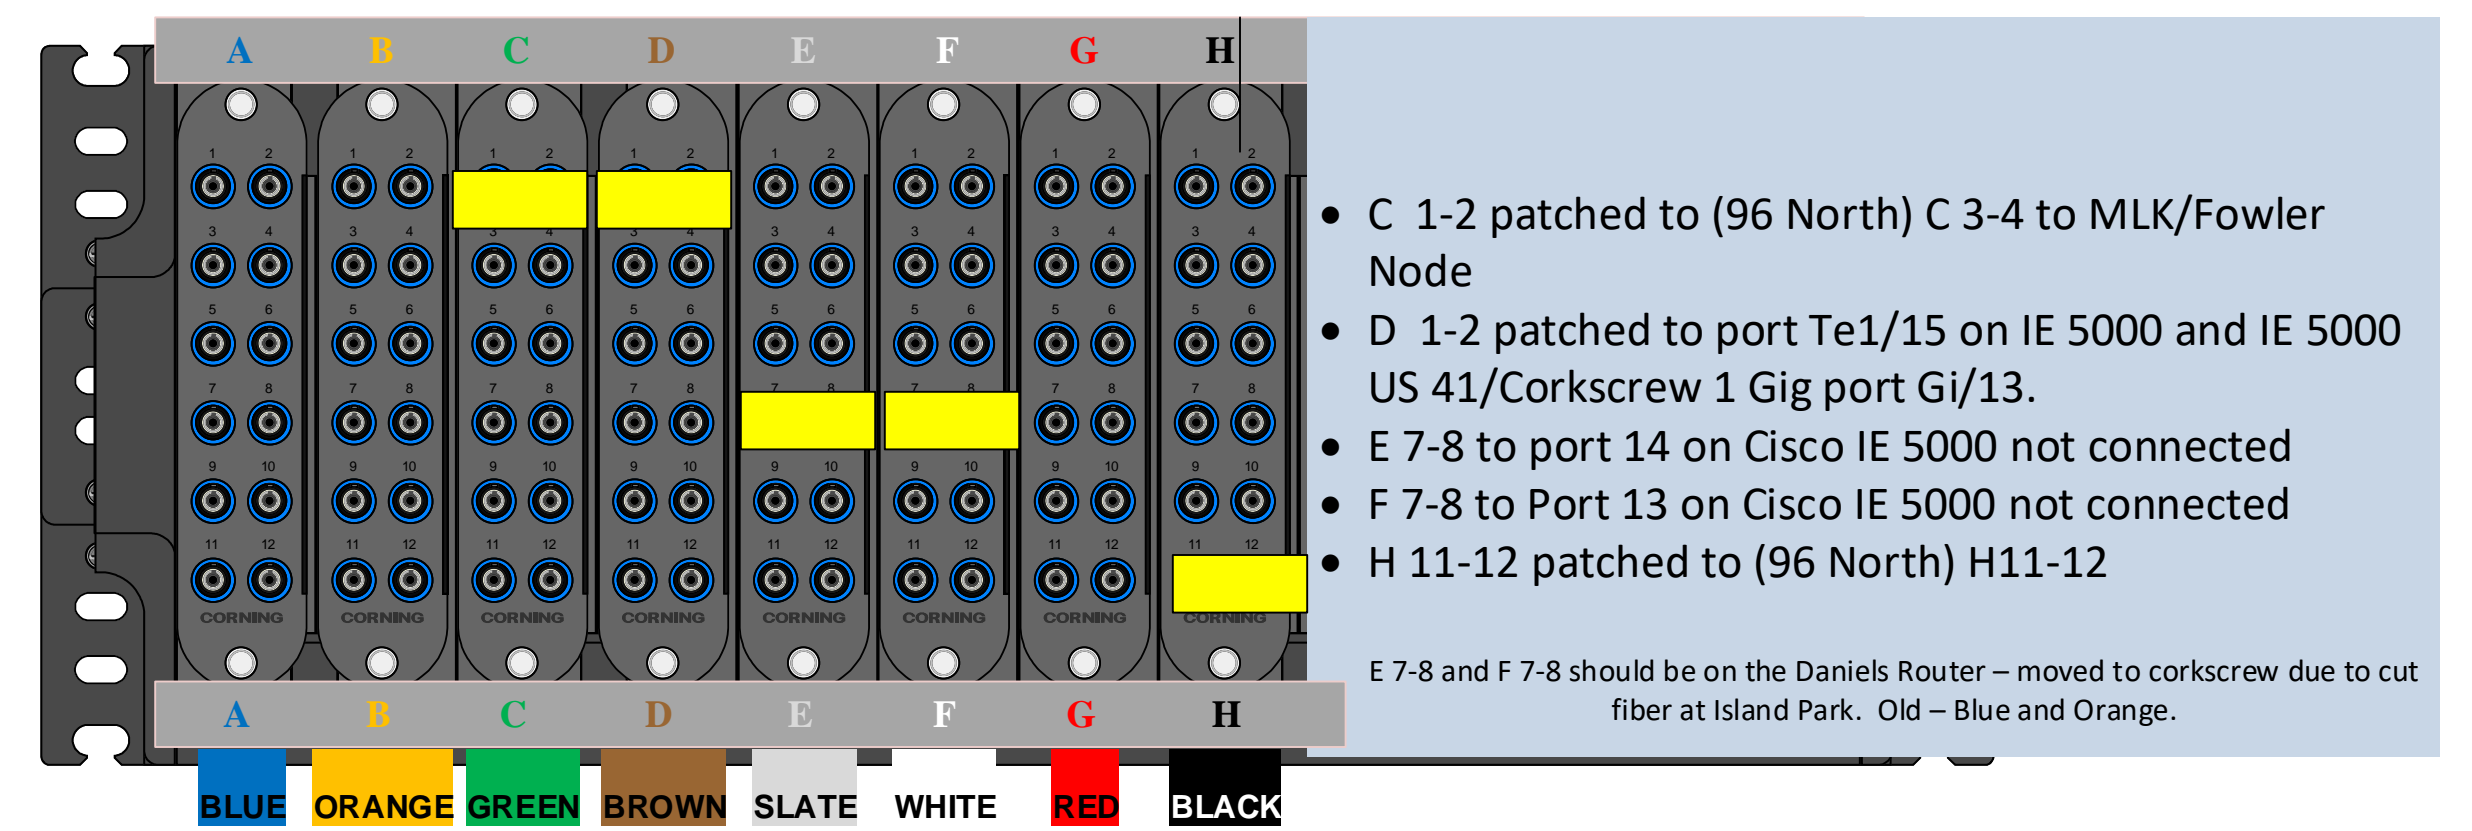 A B C D E F G H
1 2 1 2 1 2 1 2 1 2 1 2 1 2 1 2
3 4 3 4 3 4 3 4 3 4 3 4 3 4 3 4
5 6 5 6 5 6 5 6 5 6 5 6 5 6 5 6
7 8 7 8 7 8 7 8 7 8 7 8 7 8 7 8
9 10 9 10 9 10 9 10 9 10 9 10 9 10 9 10
11 12 11 12 11 12 11 12 11 12 11 12 11 12 11 12
CORNING CORNING CORNING CORNING CORNING CORNING CORNING CORNING
A B C D E F G H
BLUE ORANGE GREEN BROWN SLATE WHITE RED BLACK
• C 1-2 patched to (96 North) C 3-4 to MLK/Fowler
Node
• D 1-2 patched to port Te1/15 on IE 5000 and IE 5000
US 41/Corkscrew 1 Gig port Gi/13.
• E 7-8 to port 14 on Cisco IE 5000 not connected
• F 7-8 to Port 13 on Cisco IE 5000 not connected
• H 11-12 patched to (96 North) H11-12
E 7-8 and F 7-8 should be on the Daniels Router – moved to corkscrew due to cut
fiber at Island Park. Old – Blue and Orange.